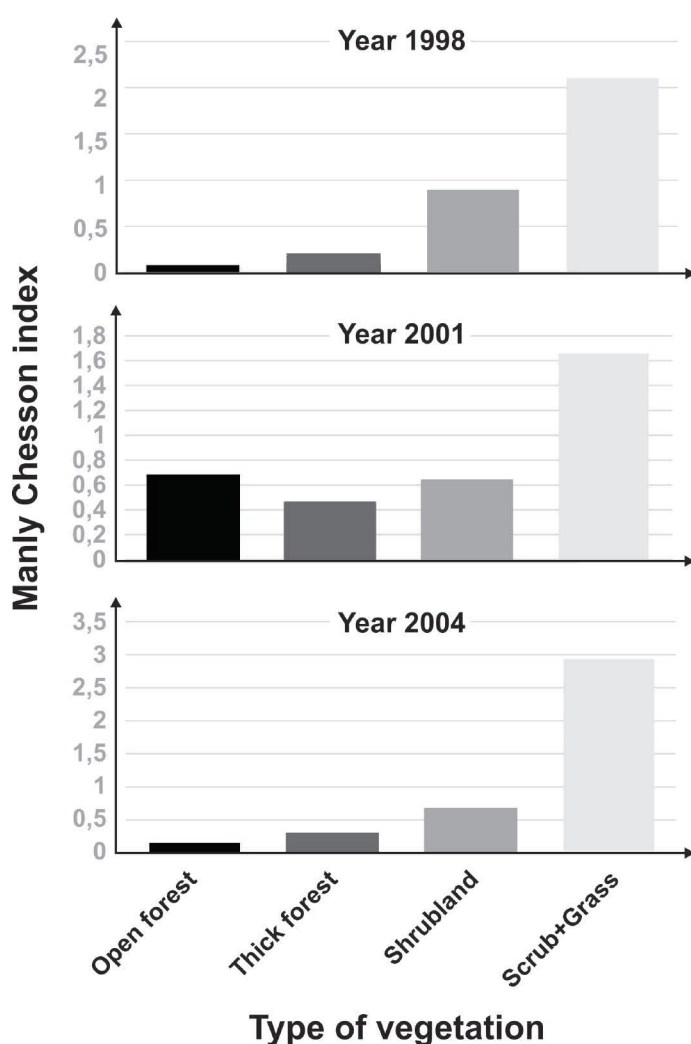 Manly Chesson index
Year 1998
2,5
2
1,5
1
0,5
0
Year 2001
1,8
1,6
1,4
1,2
1
0,8
0,6
0,4
0,2
0
Year 2004
3,5
3
2,5
2
1,5
1
0,5
0
Open forest
Thick forest
Shrubland
Scrub+Grass
Type of vegetation